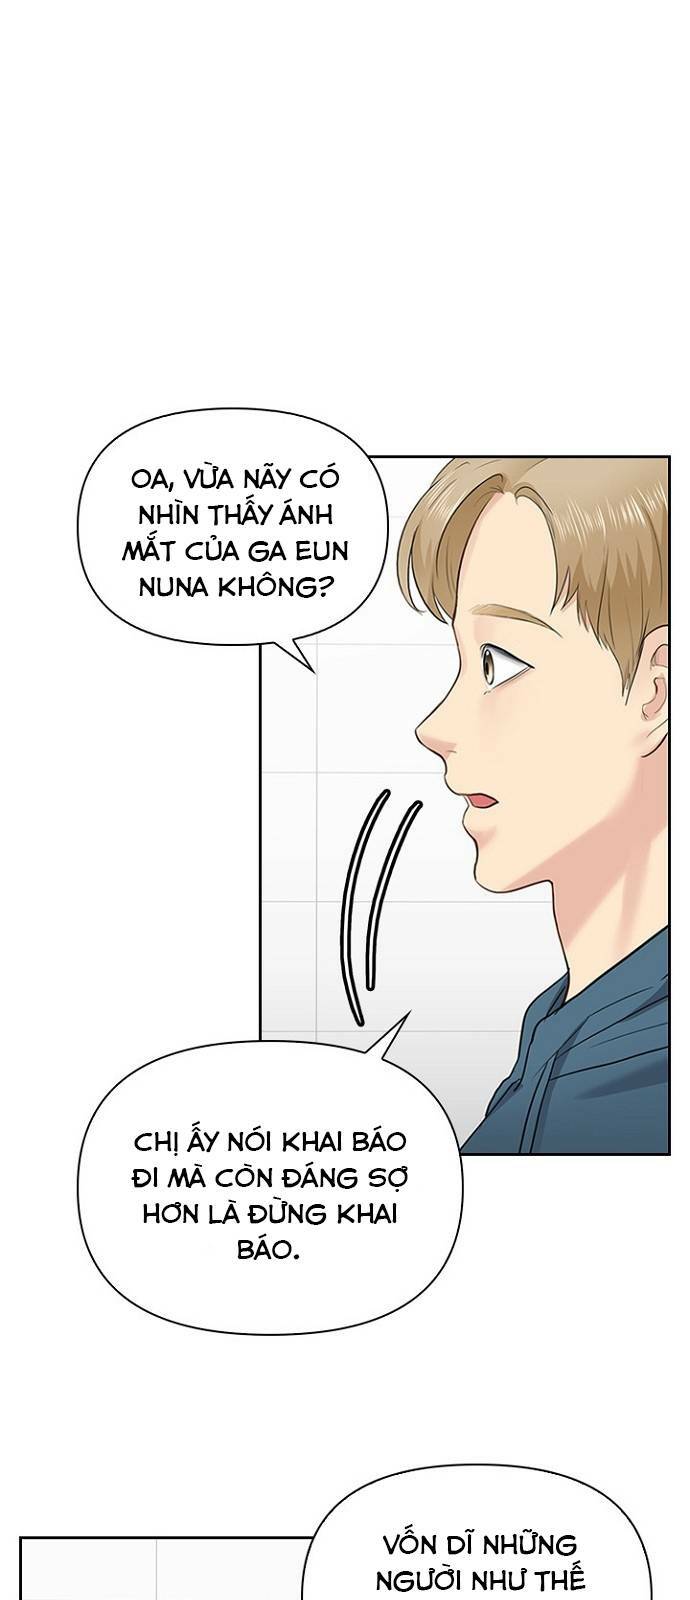 OA, VỪA NÃY CÓ
NHÌN THẤY ÁNH
MẮT CỦA GA EUN
NUNA KHÔNG?
CHỊ ẤY NÓI KHAI BÁO
ĐI MÀ CÒN ĐÁNG SỢ
HƠN LÀ ĐỪNG KHAI
BÁO.
VỐN DĨ NHỮNG
NGƯỜI NHƯ THẾ